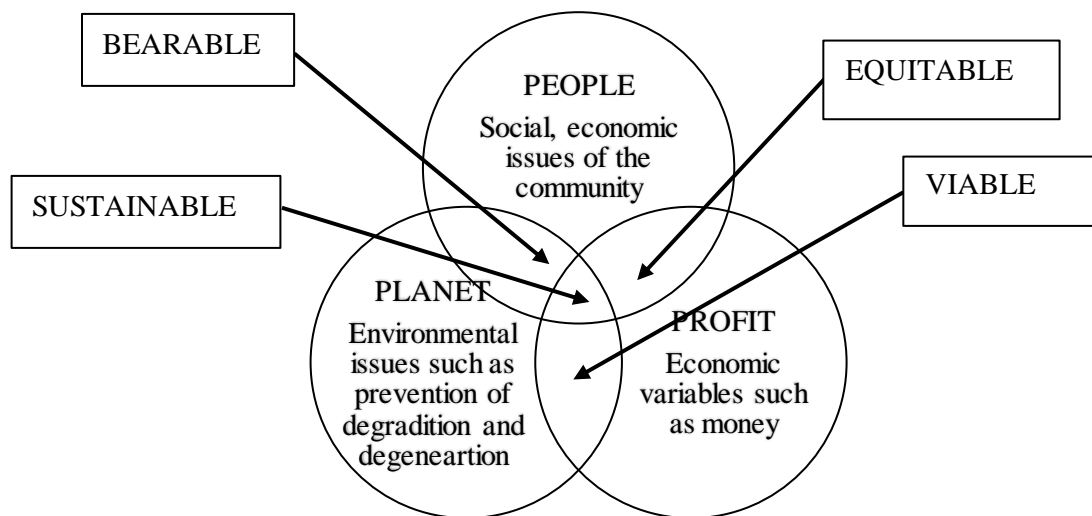 BEARABLE
EQUITABLE
PEOPLE
Social, economic
issues of the
community
SUSTAINABLE
VIABLE
PLANET
Environmental
issues such as
prevention of
degradition and
degeneartion
PROFIT
Economic
variables such
as money